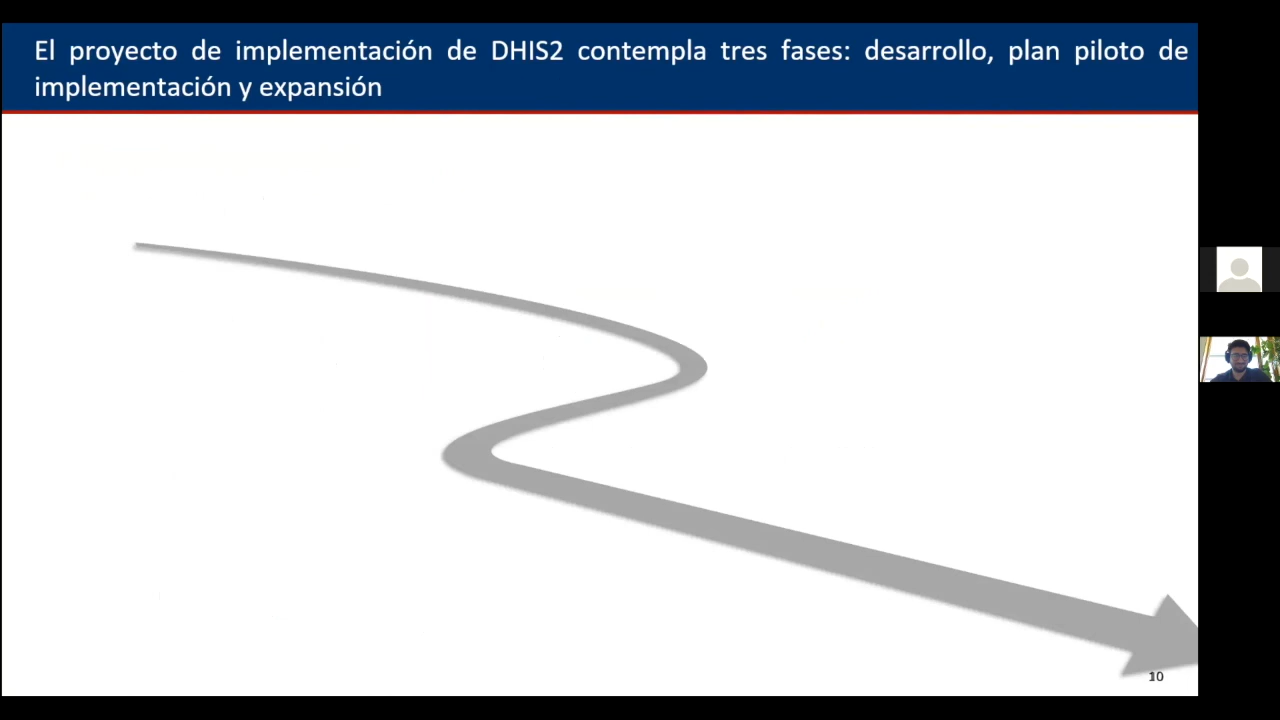 El proyecto de implementación de DHIS2 contempla tres fases: desarrollo, plan piloto de
implementación y expansión
10